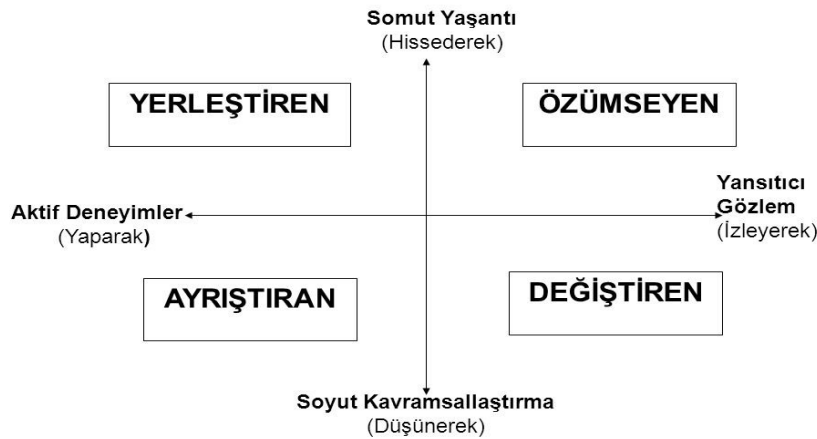 Somut Yaşantı
(Hissederek)
YERLEŞTİREN
ÖZÜMSEYEN
Aktif Deneyimler
(Yaparak)
Yansıtıcı
Gözlem
(İzleyerek)
AYRIŞTIRAN
DEĞİŞTİREN
Soyut Kavramsallaştırma
(Düşünerek)